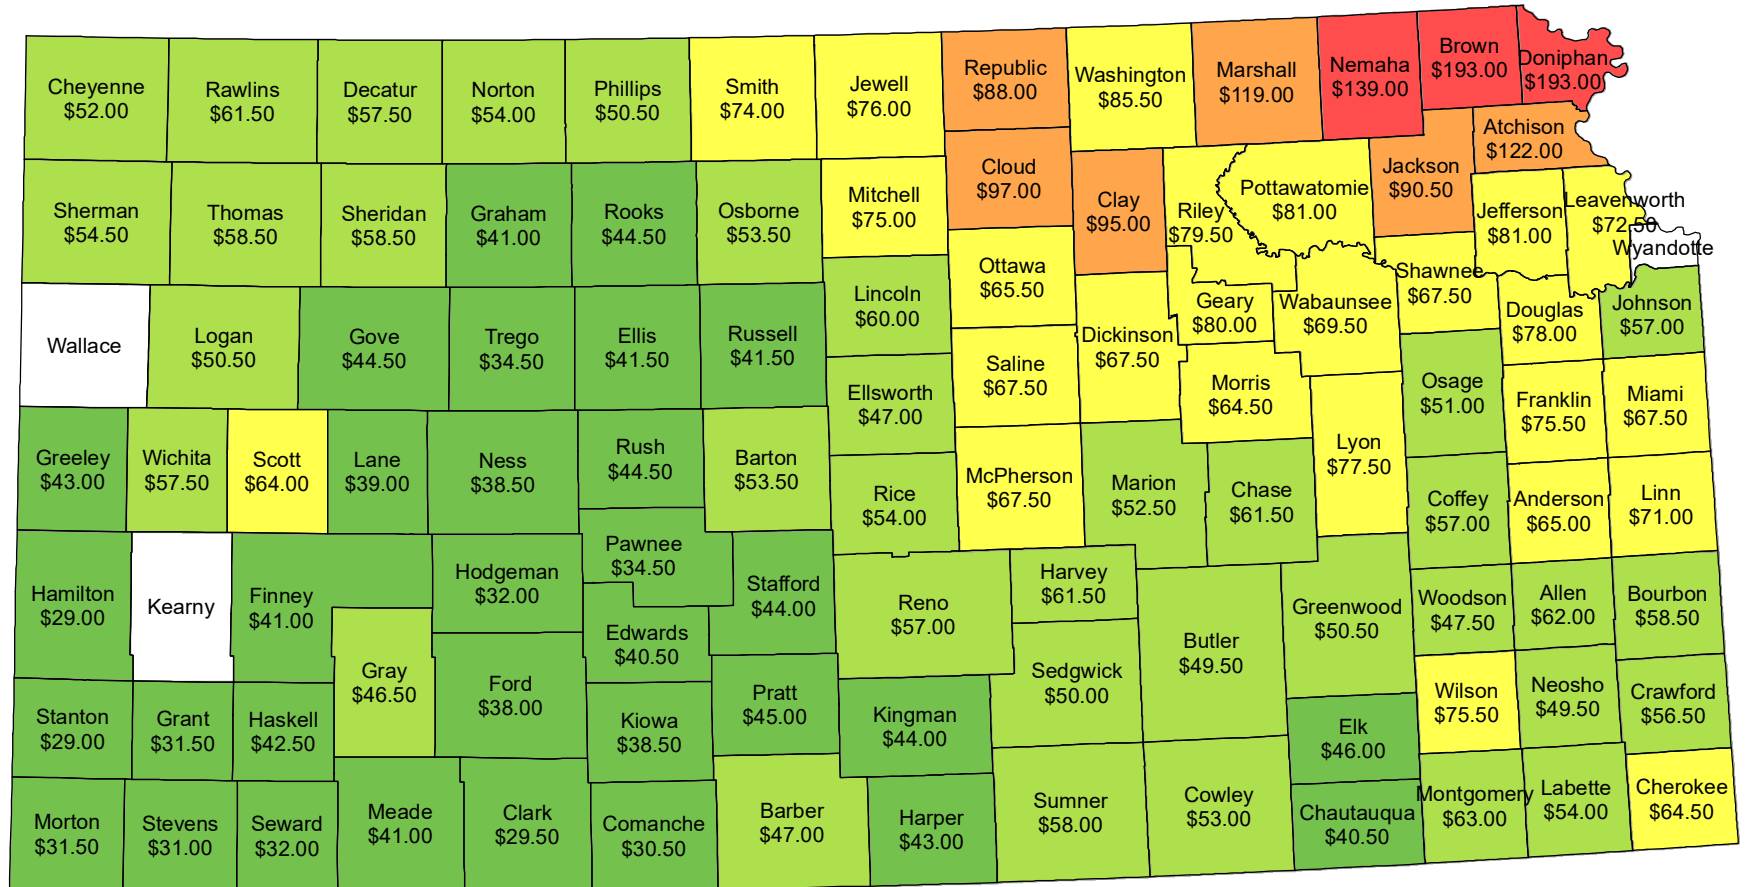 Cheyenne
$52.00
Rawlins
$61.50
Decatur
$57.50
Norton
$54.00
Phillips
$50.50
Smith
$74.00
Jewell
$76.00
Republic
$88.00
Washington
$85.50
Marshall
$119.00
Nemaha
$139.00
Brown
$193.00
Doniphan
$193.00
Atchison
$122.00
Sherman
$54.50
Thomas
$58.50
Sheridan
$58.50
Graham
$41.00
Rooks
$44.50
Osborne
$53.50
Mitchell
$75.00
Cloud
$97.00
Clay
$95.00
Riley
$79.50
Pottawatomie
$81.00
Jackson
$90.50
Jefferson
$81.00
Leavenworth
$72.50
Wyandotte
Wallace
Logan
$50.50
Gove
$44.50
Trego
$34.50
Ellis
$41.50
Russell
$41.50
Lincoln
$60.00
Ottawa
$65.50
Dickinson
$67.50
Geary
$80.00
Wabaunsee
$69.50
Shawnee
$67.50
Douglas
$78.00
Johnson
$57.00
Ellsworth
$47.00
Saline
$67.50
Morris
$64.50
Osage
$51.00
Franklin
$75.50
Miami
$67.50
Greeley
$43.00
Wichita
$57.50
Scott
$64.00
Lane
$39.00
Ness
$38.50
Rush
$44.50
Barton
$53.50
Rice
$54.00
McPherson
$67.50
Marion
$52.50
Chase
$61.50
Lyon
$77.50
Coffey
$57.00
Anderson
$65.00
Linn
$71.00
Hamilton
$29.00
Kearny
Finney
$41.00
Hodgeman
$32.00
Pawnee
$34.50
Stafford
$44.00
Edwards
$40.50
Reno
$57.00
Harvey
$61.50
Butler
$49.50
Greenwood
$50.50
Woodson
$47.50
Allen
$62.00
Bourbon
$58.50
Gray
$46.50
Ford
$38.00
Kiowa
$38.50
Pratt
$45.00
Kingman
$44.00
Sedgwick
$50.00
Elk
$46.00
Wilson
$75.50
Neosho
$49.50
Crawford
$56.50
Stanton
$29.00
Grant
$31.50
Haskell
$42.50
Morton
$31.50
Stevens
$31.00
Seward
$32.00
Meade
$41.00
Clark
$29.50
Comanche
$30.50
Barber
$47.00
Harper
$43.00
Sumner
$58.00
Cowley
$53.00
Chautauqua
$40.50
Montgomery
$63.00
Labette
$54.00
Cherokee
$64.50